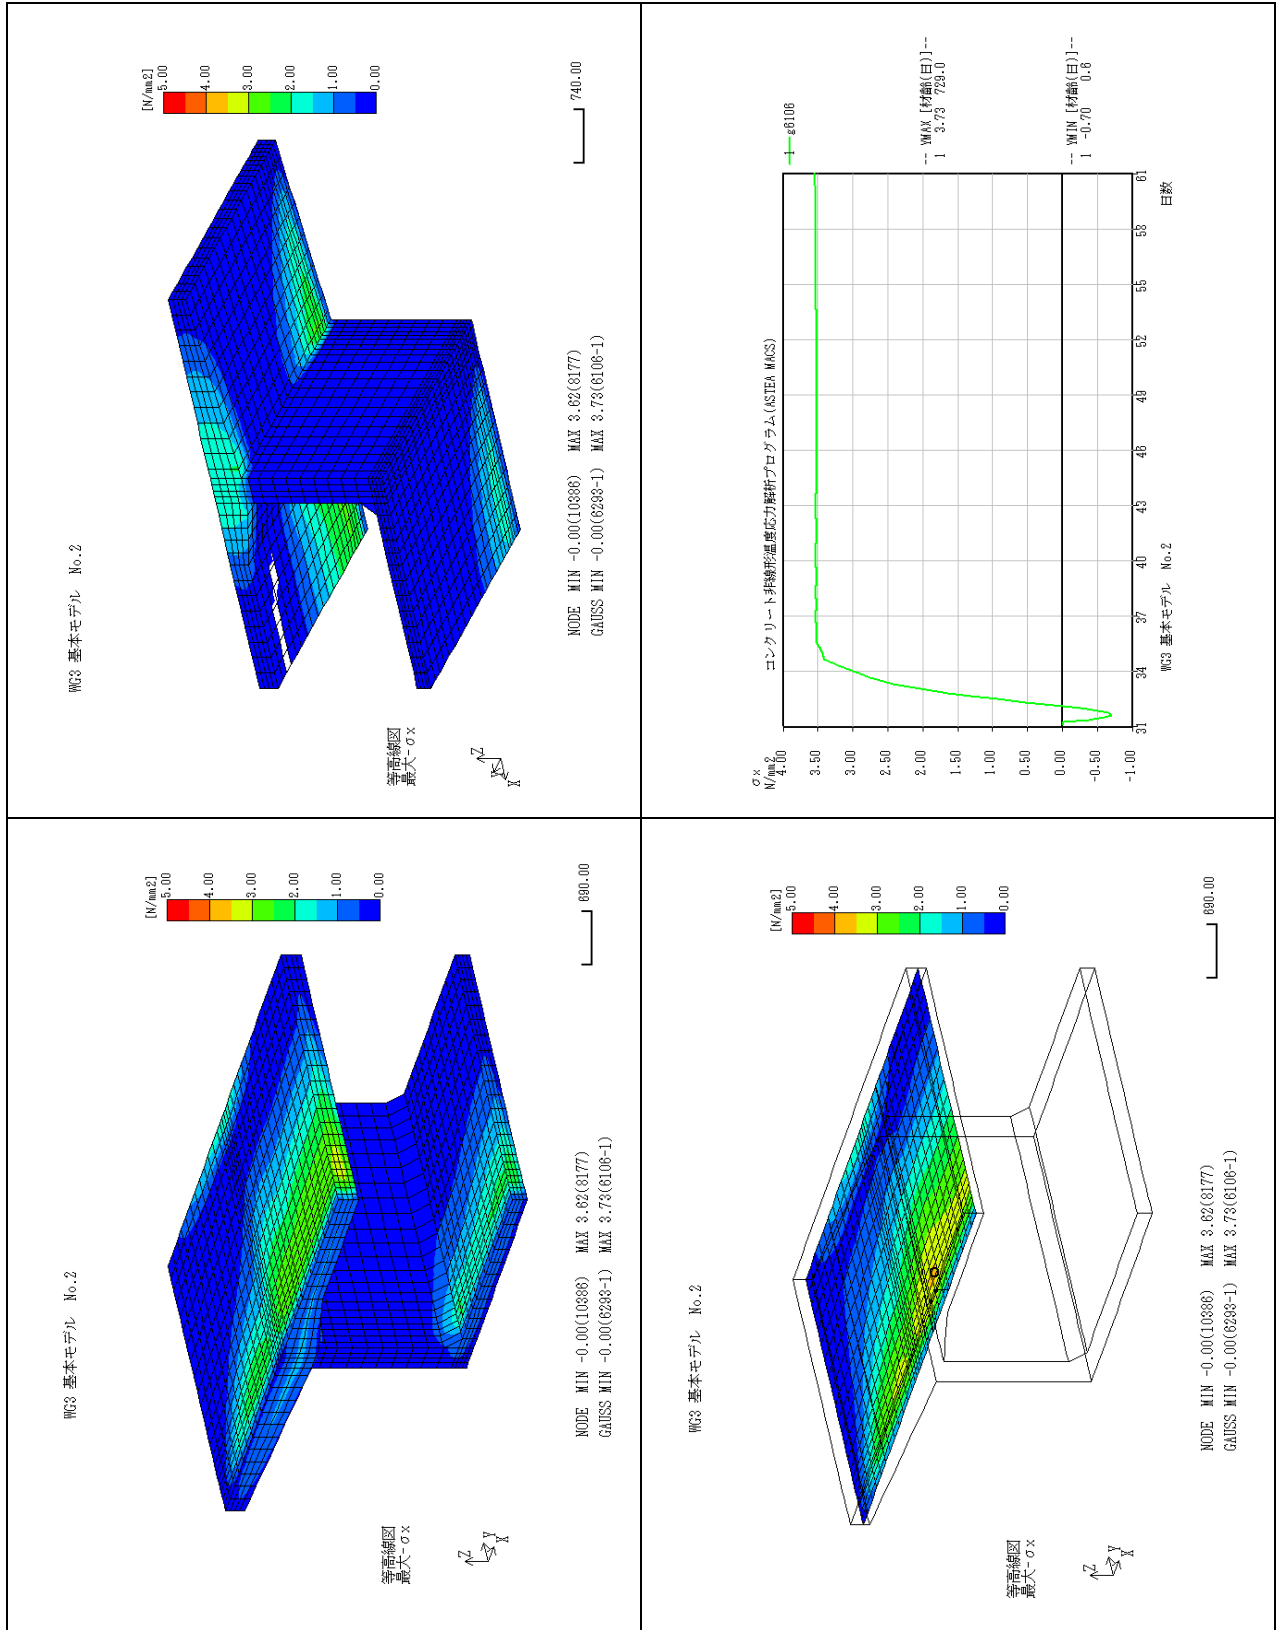 WG3 基本モデル No.2
[N/mm2]
5.00
4.00
3.00
2.00
1.00
0.00
等高線図
最大-σx
Z
Y
X
690.00
NODE MIN -0.00(10386) MAX 3.62(8177)
GAUSS MIN -0.00(6293-1) MAX 3.73(6106-1)
WG3 基本モデル No.2
[N/mm2]
5.00
4.00
3.00
2.00
1.00
0.00
等高線図
最大-σx
Z
Y
X
740.00
NODE MIN -0.00(10386) MAX 3.62(8177)
GAUSS MIN -0.00(6293-1) MAX 3.73(6106-1)
WG3 基本モデル No.2
[N/mm2]
5.00
4.00
3.00
2.00
1.00
0.00
等高線図
最大-σx
Z
Y
X
690.00
NODE MIN -0.00(10386) MAX 3.62(8177)
GAUSS MIN -0.00(6293-1) MAX 3.73(6106-1)
コンクリート非線形温度応力解析プログラム(ASTEA MACS)
σx
N/mm2
4.00
3.50
3.00
2.50
2.00
1.50
1.00
0.50
0.00
-0.50
-1.00
31 34 37 40 43 46 49 52 55 58 61
日数
1 g6106
-- YMAX [材齢(日)]--
1 3.73 729.0
-- YMIN [材齢(日)]--
1 -0.70 0.6
WG3 基本モデル No.2